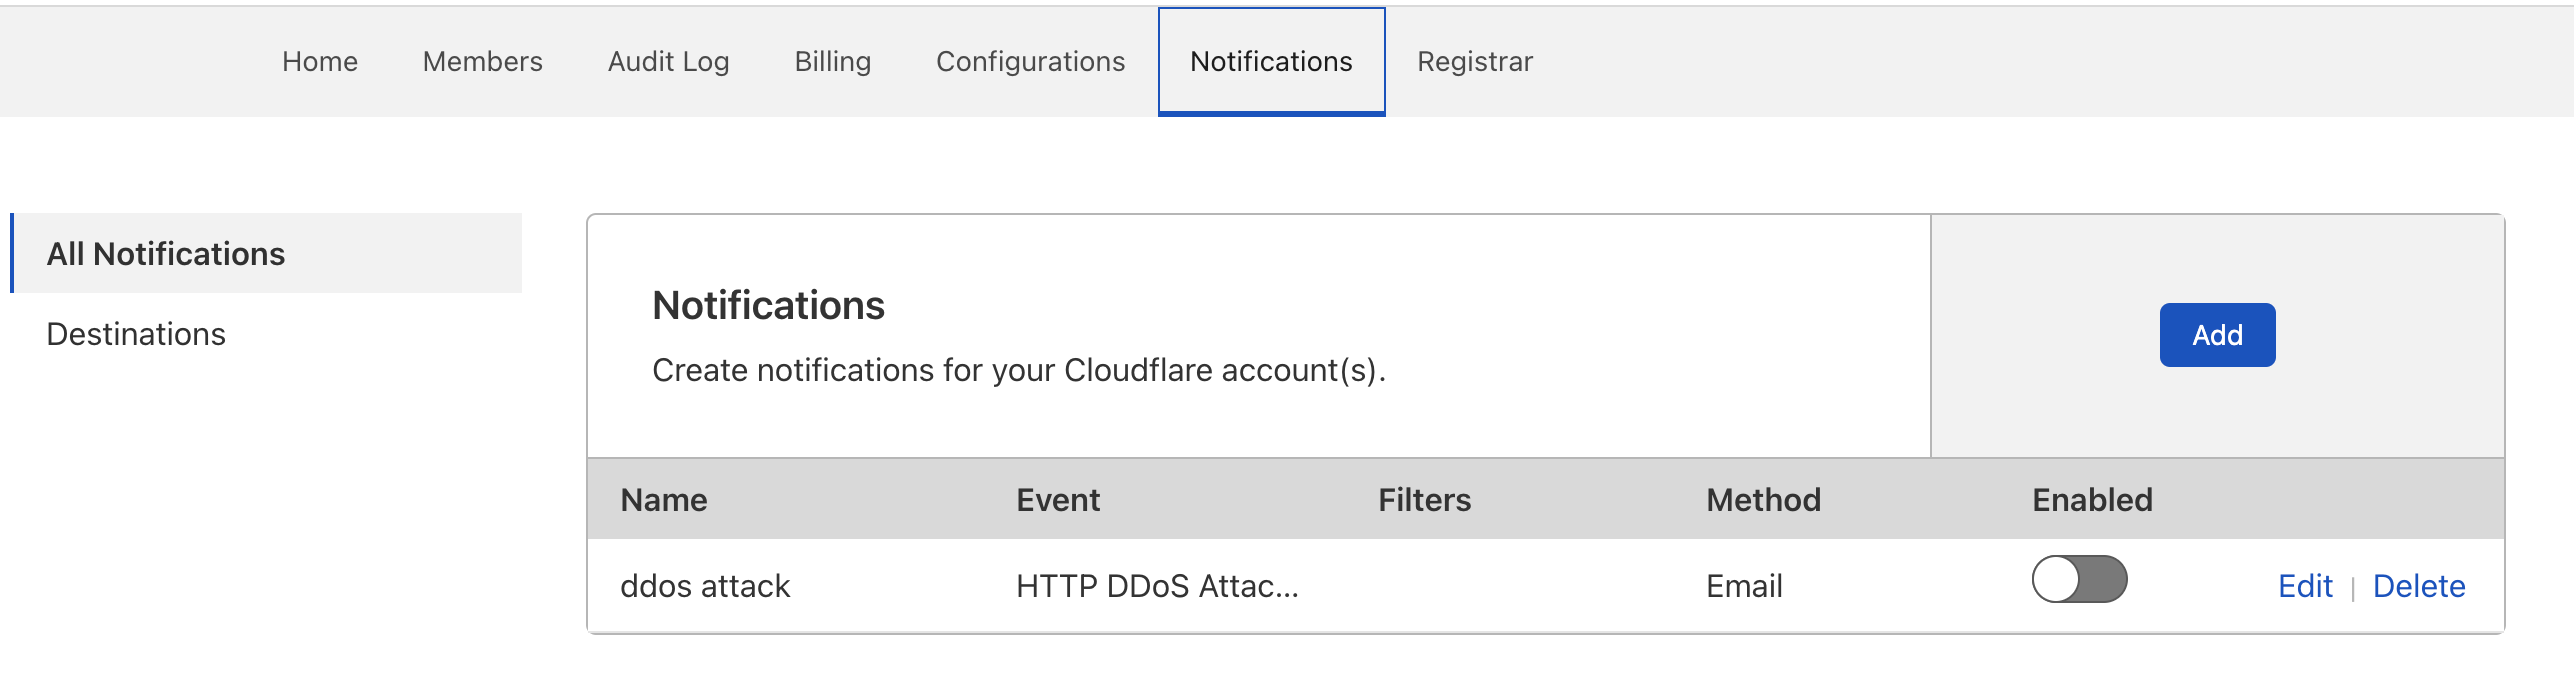 Home Members Audit Log Billing Configurations Notifications Registrar
All Notifications
Destinations
Notifications
Create notifications for your Cloudflare account(s).
Add
Name Event Filters Method Enabled
ddos attack HTTP DDoS Attac... Email Edit | Delete